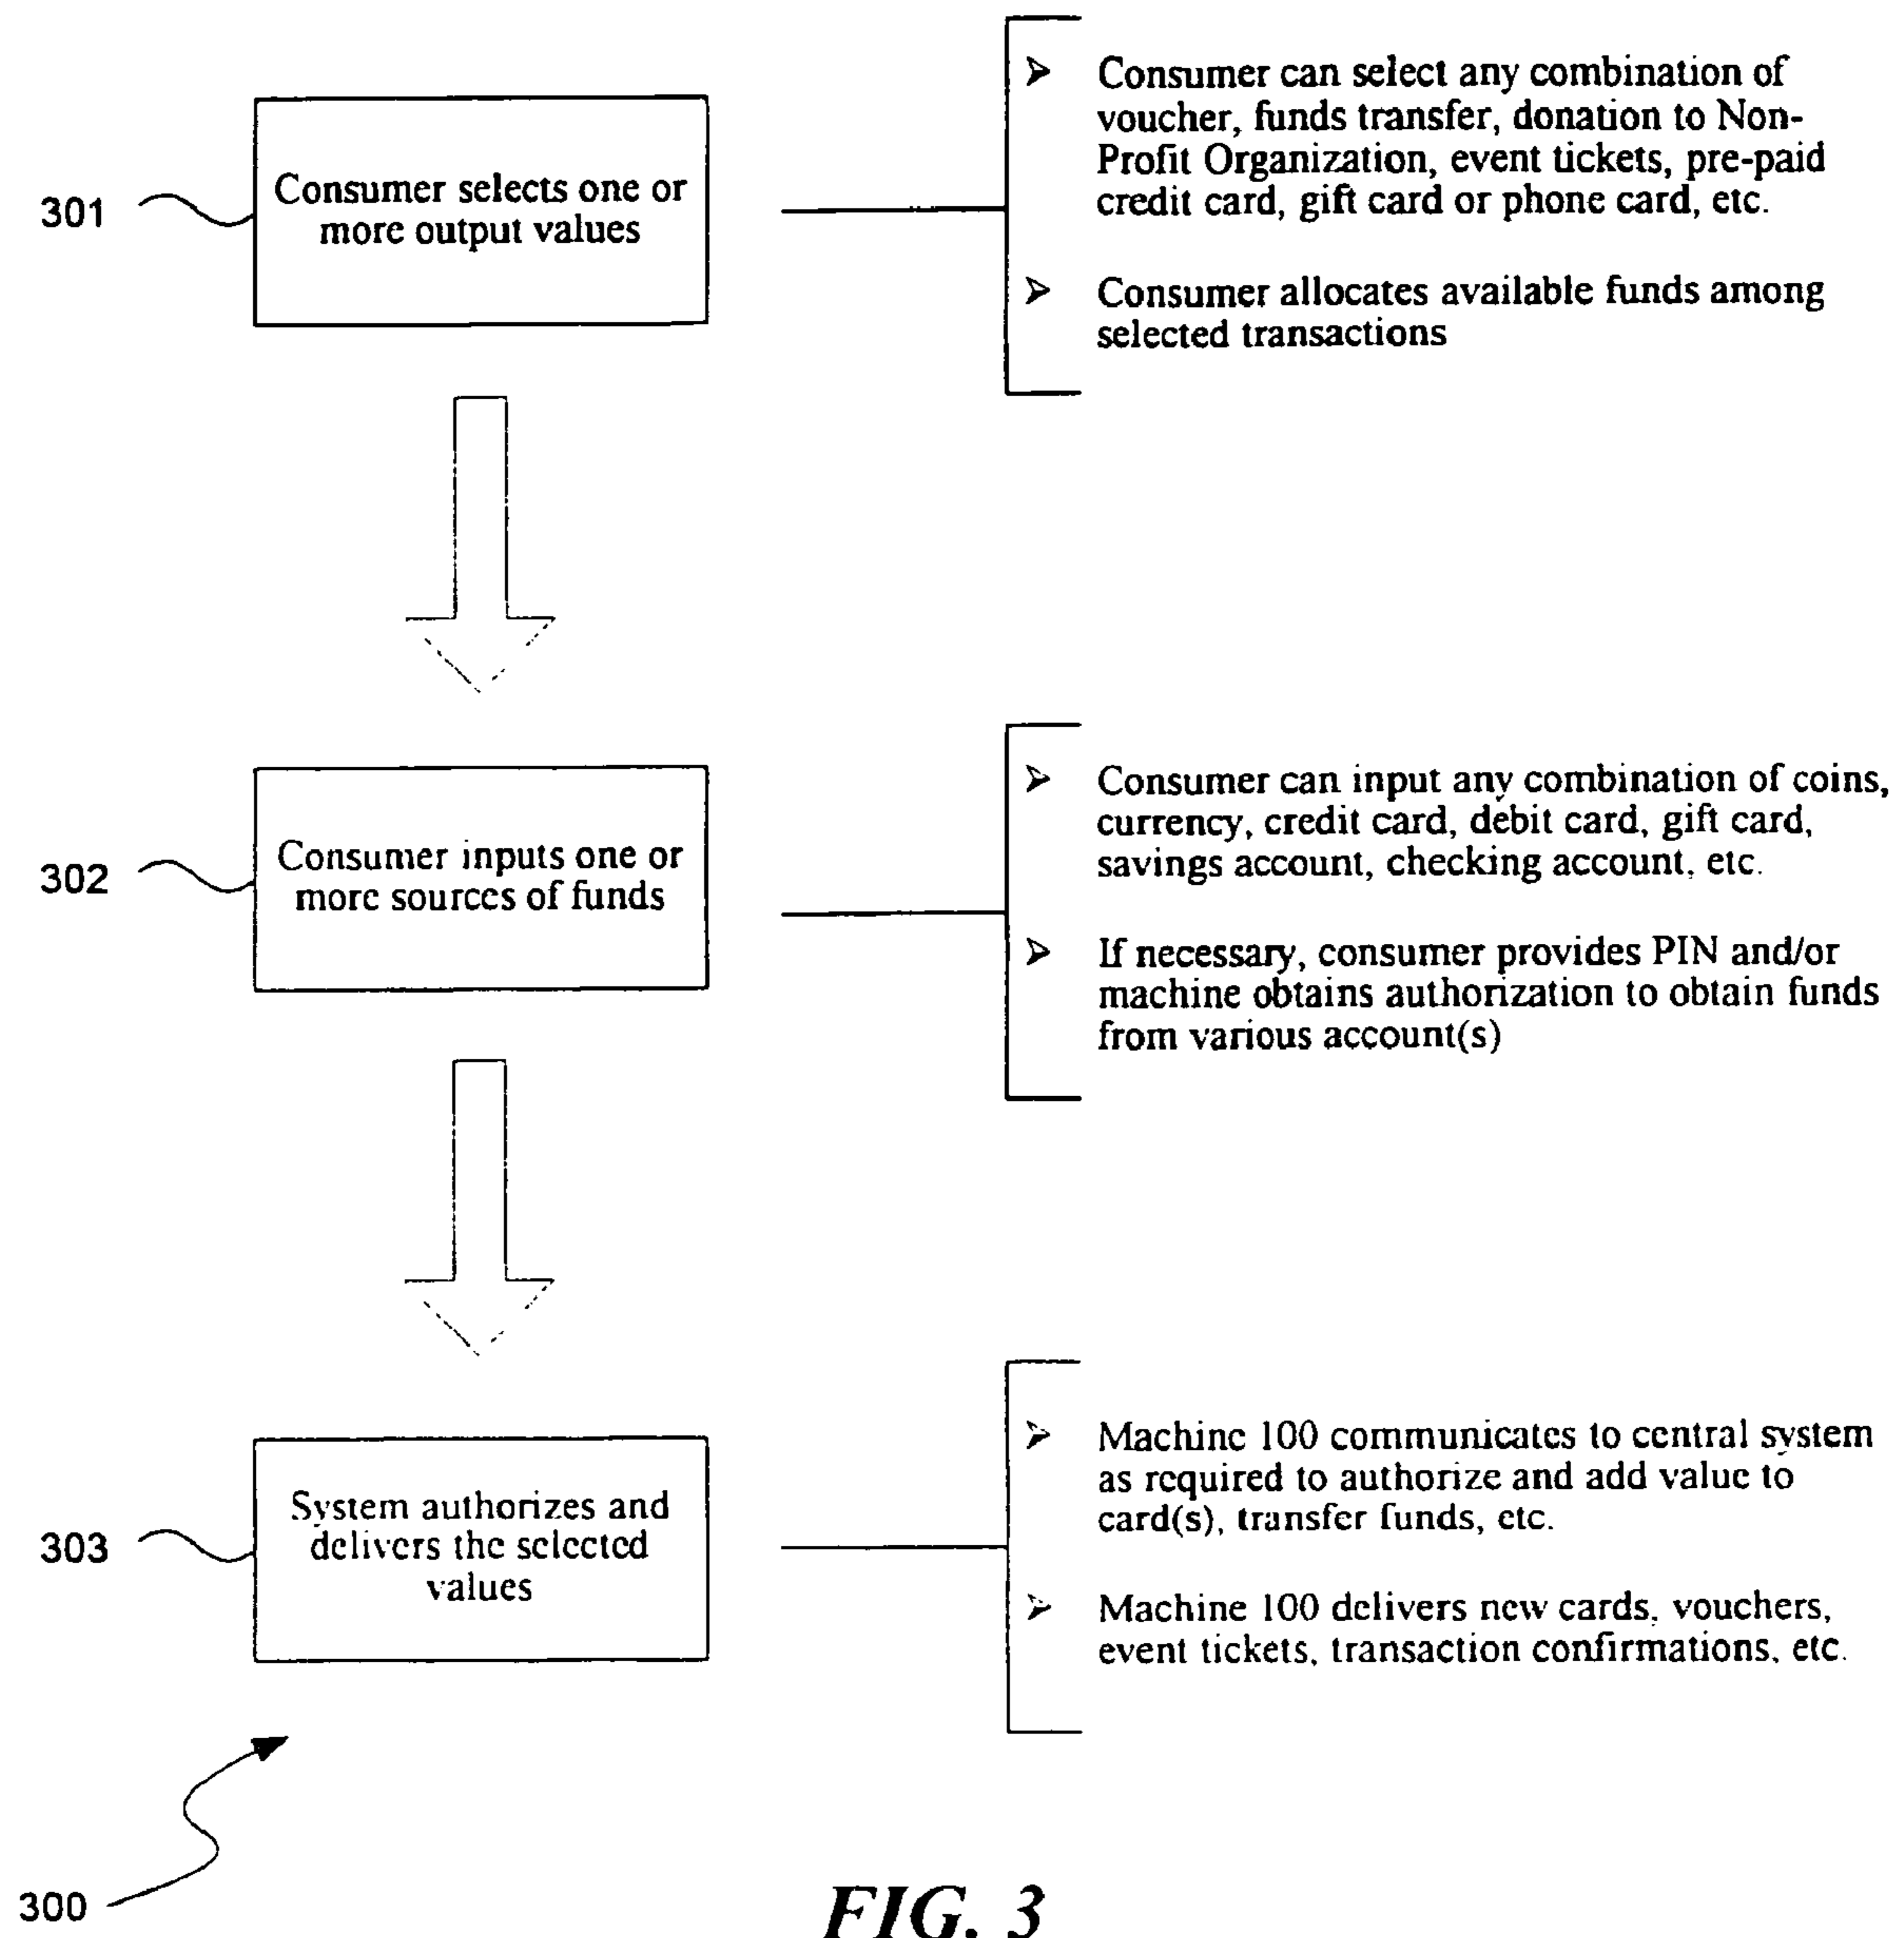 301
Consumer selects one or
more output values
➢ Consumer can select any combination of
voucher, funds transfer, donation to Non-
Profit Organization, event tickets, pre-paid
credit card, gift card or phone card, etc.
➢ Consumer allocates available funds among
selected transactions
302
Consumer inputs one or
more sources of funds
➢ Consumer can input any combination of coins,
currency, credit card, debit card, gift card,
savings account, checking account, etc.
➢ If necessary, consumer provides PIN and/or
machine obtains authorization to obtain funds
from various account(s)
303
System authorizes and
delivers the selected
values
➢ Machine 100 communicates to central system
as required to authorize and add value to
card(s), transfer funds, etc.
➢ Machine 100 delivers new cards, vouchers,
event tickets, transaction confirmations, etc.
300
FIG. 3